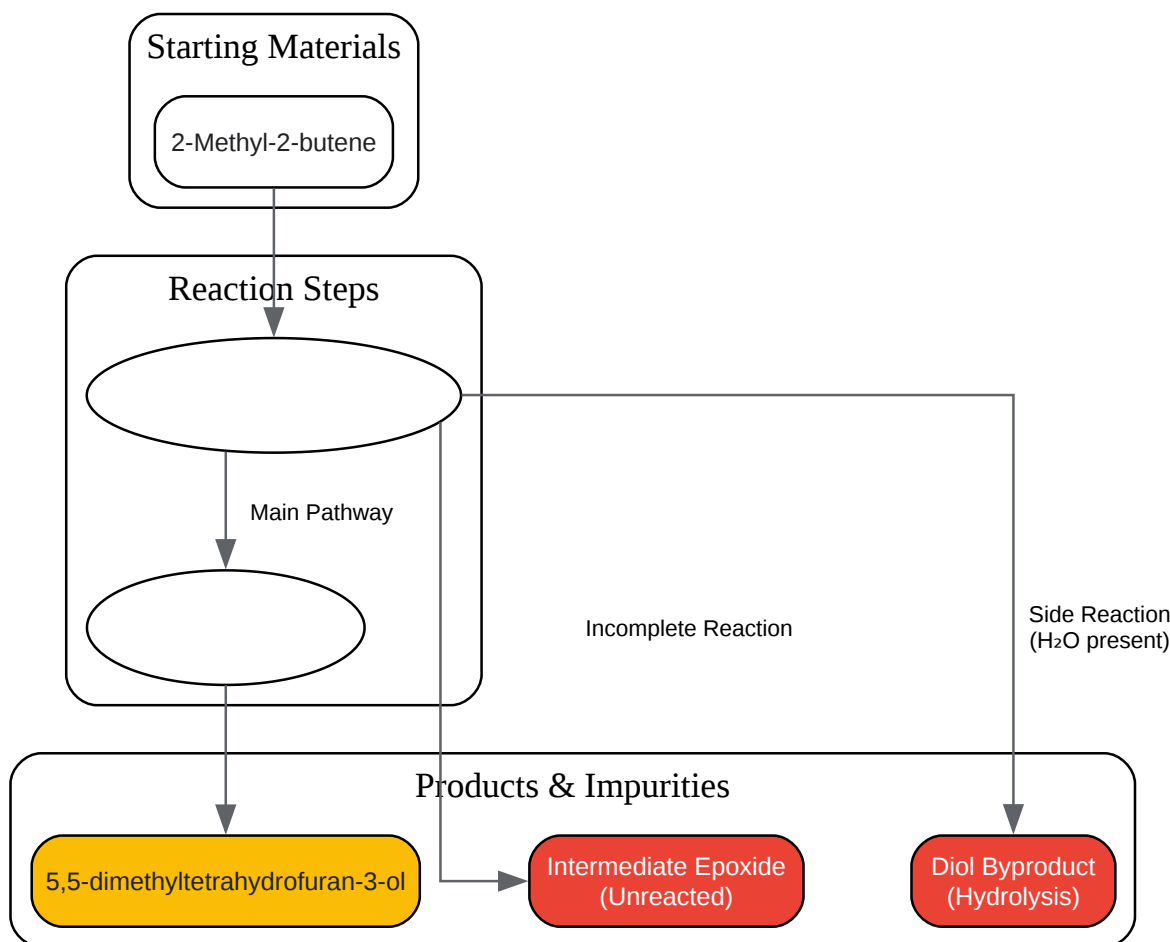 Starting Materials
2-Methyl-2-butene
Reaction Steps
Main Pathway
Incomplete Reaction
Side Reaction
(H₂O present)
Products & Impurities
5,5-dimethyltetrahydrofuran-3-ol
Intermediate Epoxide
(Unreacted)
Diol Byproduct
(Hydrolysis)